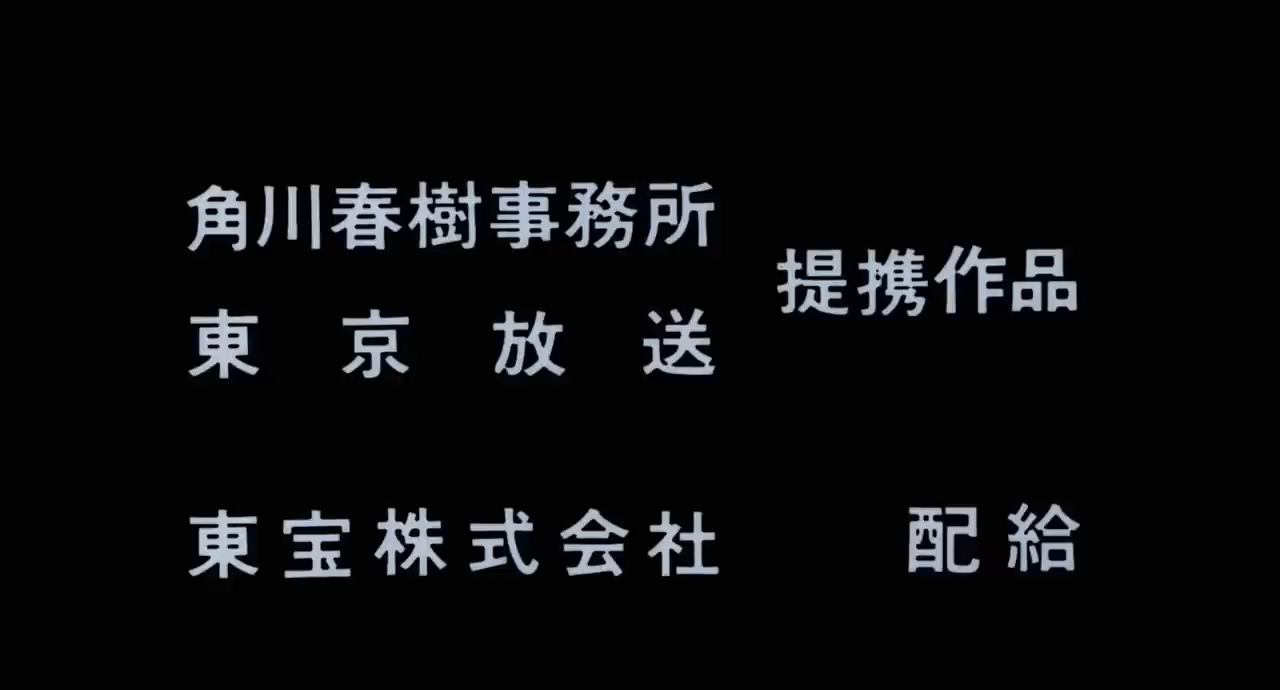 角川春樹事務所
東京放送
提携作品
東宝株式会社 配給